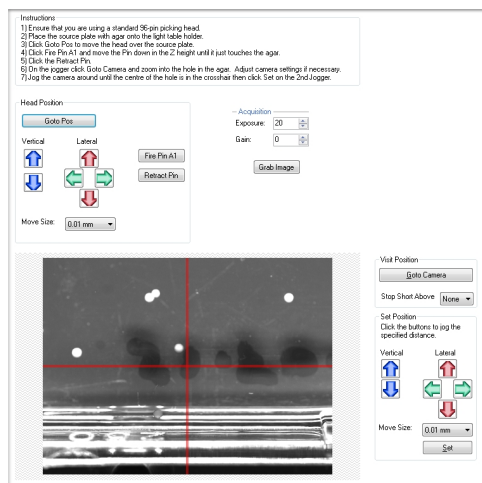 Instructions
1) Ensure that you are using a standard 96-pin picking head.
2) Place the source plate with agar onto the light table holder.
3) Click Goto Pos to move the head over the source plate.
4) Click Fire Pin A1 and move the Pin down in the Z height until it just touches the agar.
5) Click the Retract Pin.
6) On the jogger click Goto Camera and zoom into the hole in the agar.  Adjust camera settings if necessary.
7) Jog the camera around until the centre of the hole is in the crosshair then click Set on the 2nd Jogger.
Head Position
Goto Pos
Vertical
Lateral
Fire Pin A1
Retract Pin
Move Size:
0.01 mm
Acquisition
Exposure:
20
Gain:
0
Grab Image
Visit Position
Goto Camera
Stop Short Above
None
Set Position
Click the buttons to jog the
specified distance.
Vertical
Lateral
Move Size:
0.01 mm
Set